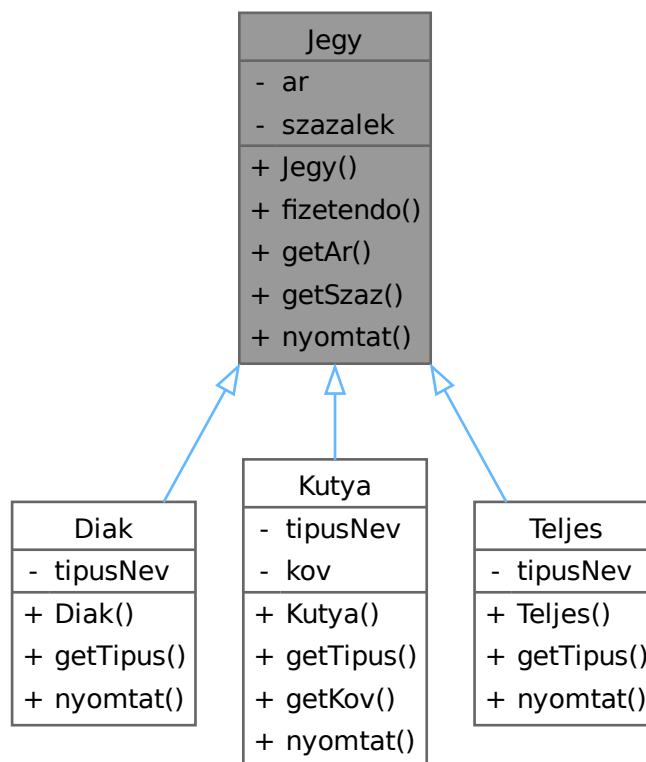 Jegy
- ar
- szazalek
+ Jegy()
+ fizetendo()
+ getAr()
+ getSzaz()
+ nyomtat()
Diak
- tipusNev
+ Diak()
+ getTipus()
+ nyomtat()
Kutya
- tipusNev
- kov
+ Kutya()
+ getTipus()
+ getKov()
+ nyomtat()
Teljes
- tipusNev
+ Teljes()
+ getTipus()
+ nyomtat()